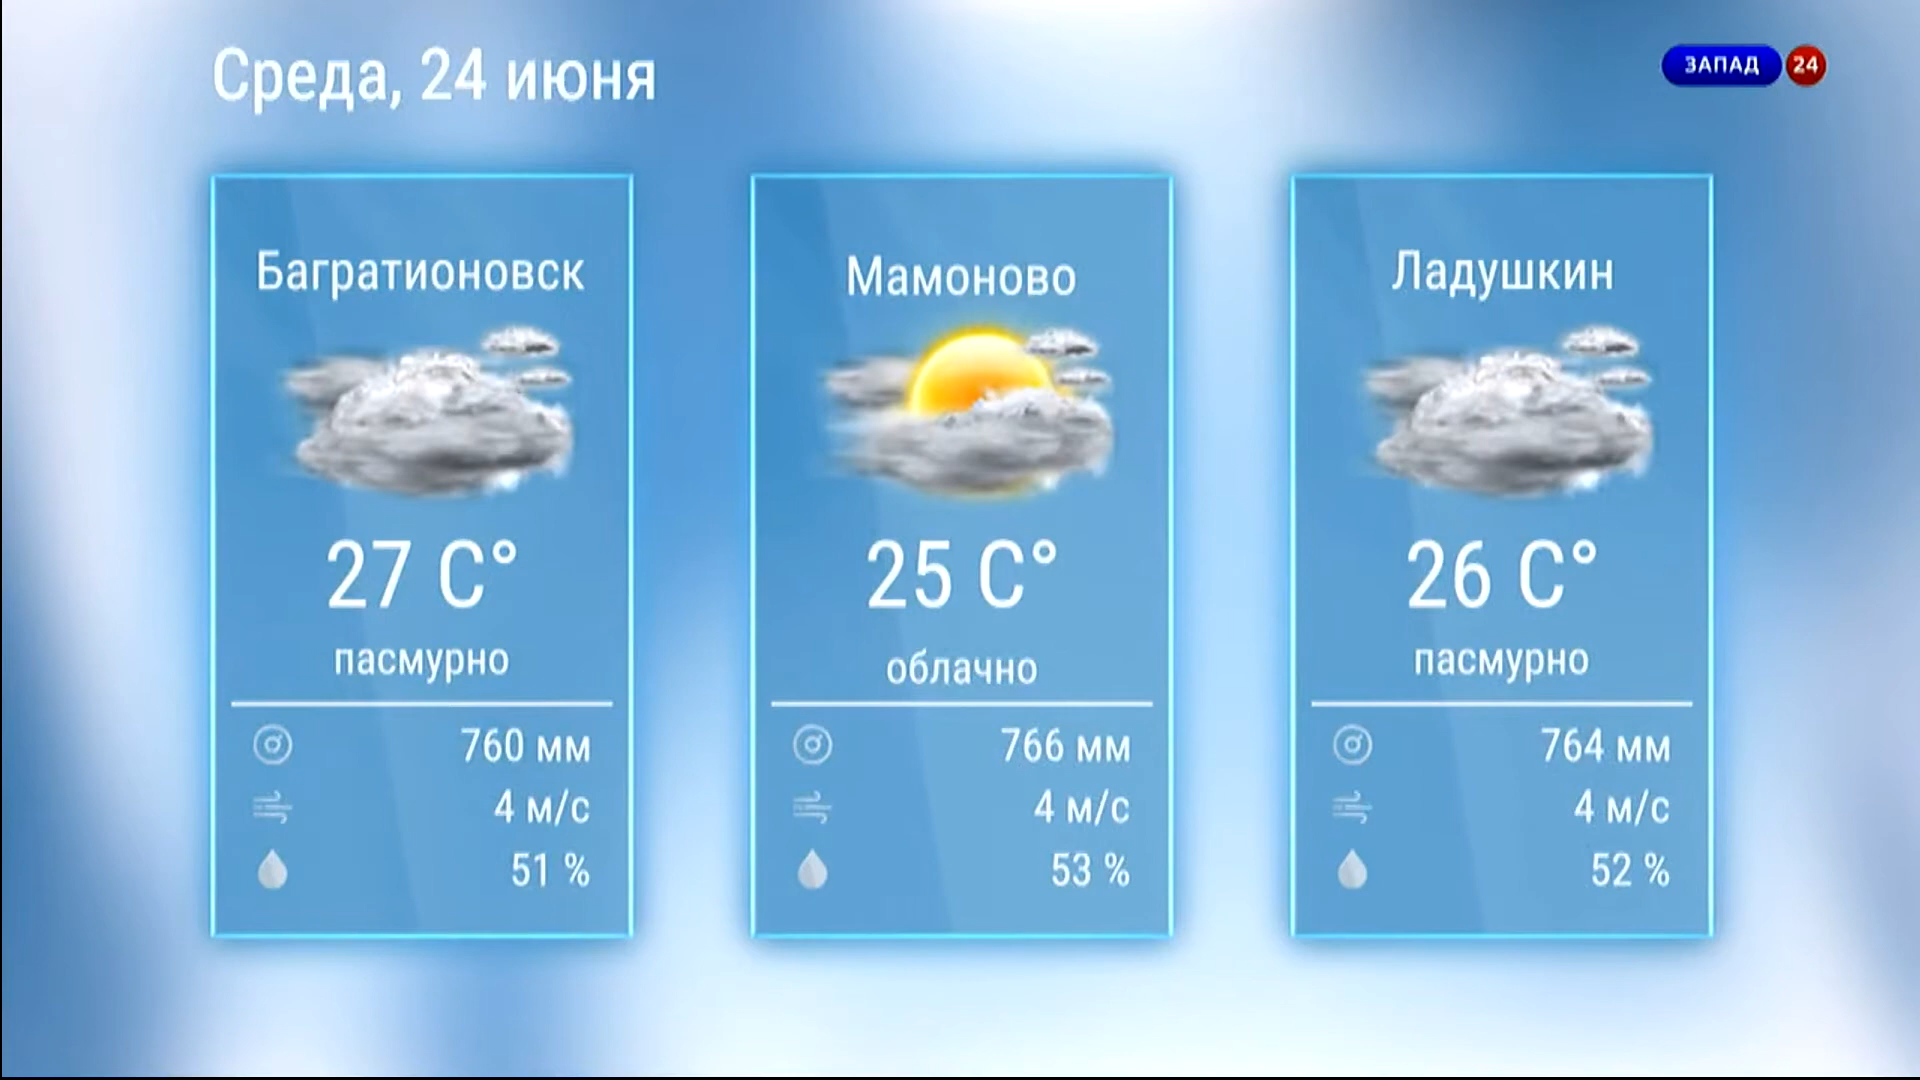 Среда, 24 июня
ЗАПАД 24
Багратионовск
27 C°
пасмурно
760 мм
4 м/с
51 %
Мамоново
25 C°
облачно
766 мм
4 м/с
53 %
Ладушкин
26 C°
пасмурно
764 мм
4 м/с
52 %